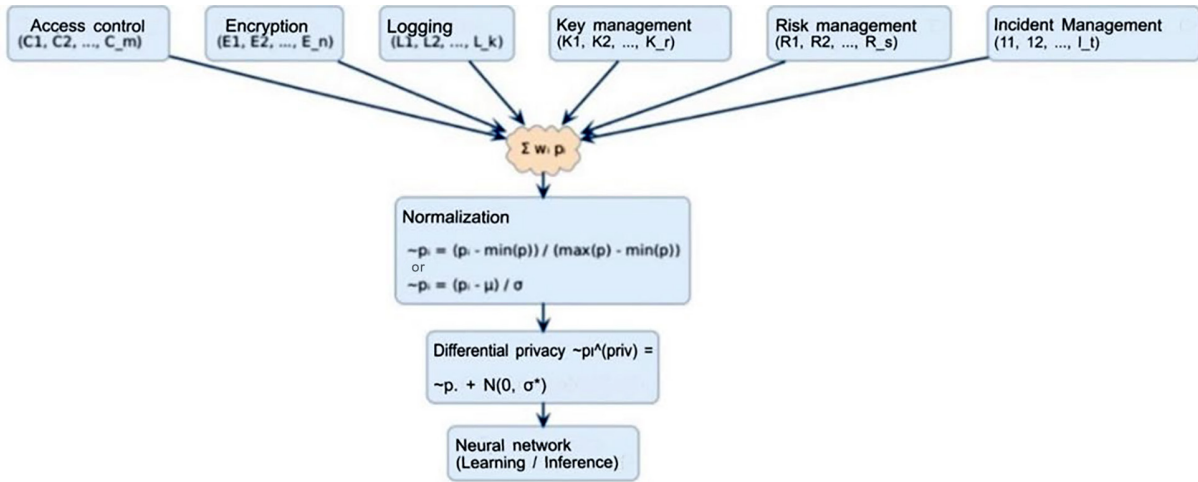 Access control
(C1, C2, ..., C_m)
Encryption
(E1, E2, ..., E_n)
Logging
(L1, L2, ..., L_k)
Key management
(K1, K2, ..., K_r)
Risk management
(R1, R2, ..., R_s)
Incident Management
(11, 12, ..., I_t)
Σ wᵢ pᵢ
Normalization
~pᵢ = (pᵢ - min(p)) / (max(p) - min(p))
or
~pᵢ = (pᵢ - μ) / σ
Differential privacy ~pı^(priv) =
~p. + N(0, σ*)
Neural network
(Learning / Inference)